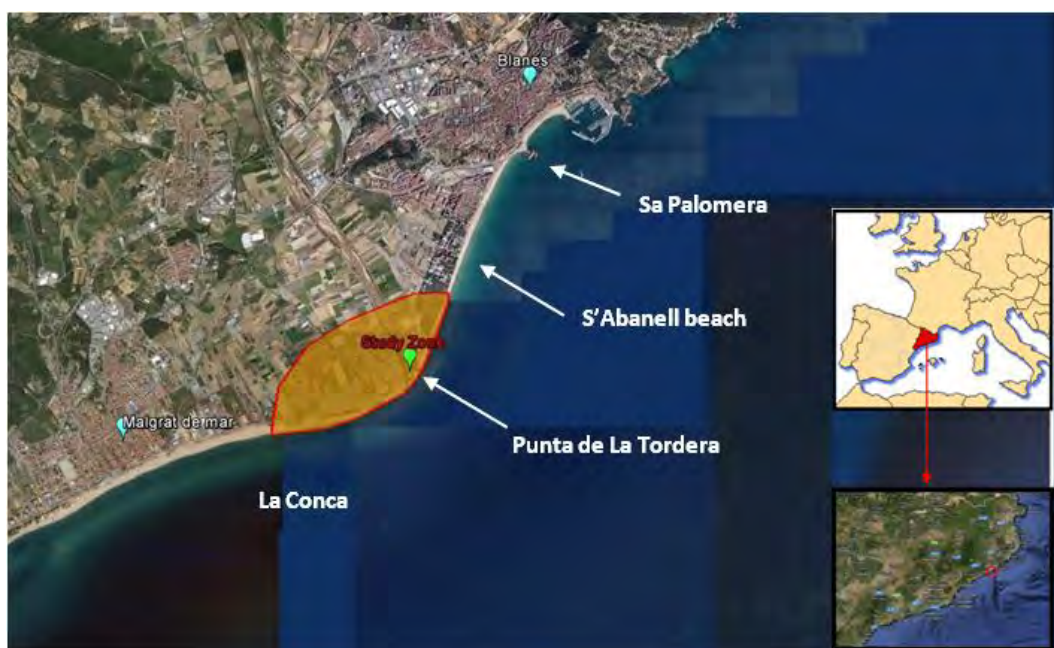 Blanes
Sa Palomera
S'Abanell beach
Study Zone
Malgrat de mar
Punta de La Tordera
La Conca